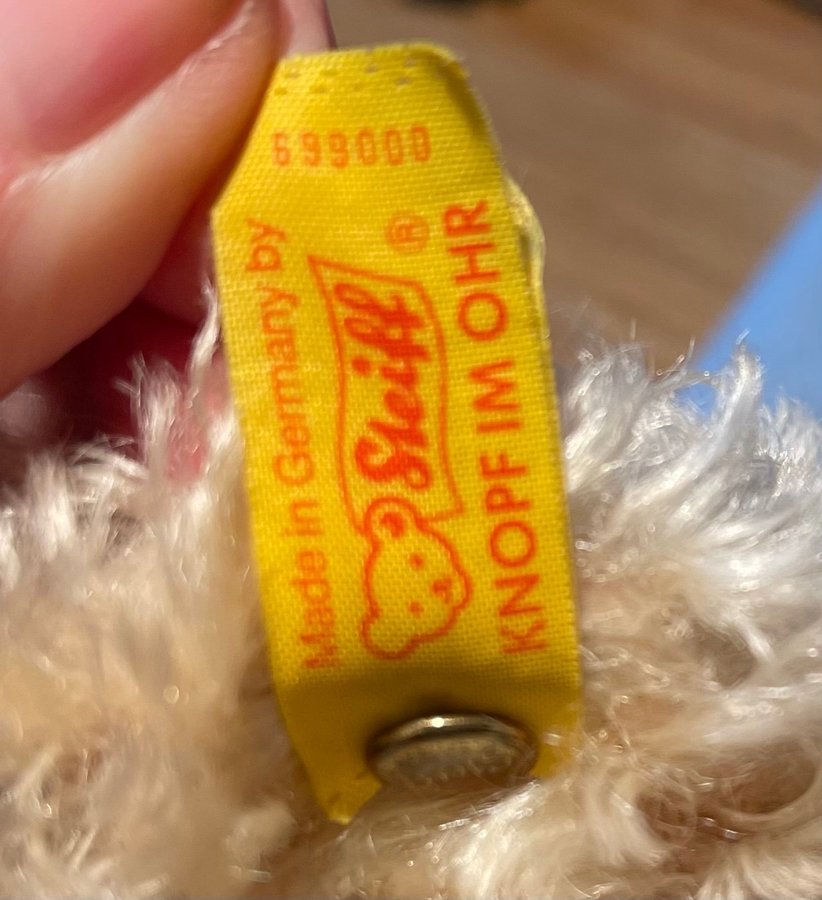 699000
Made in Germany by
Steiff ®
KNOPF IM OHR